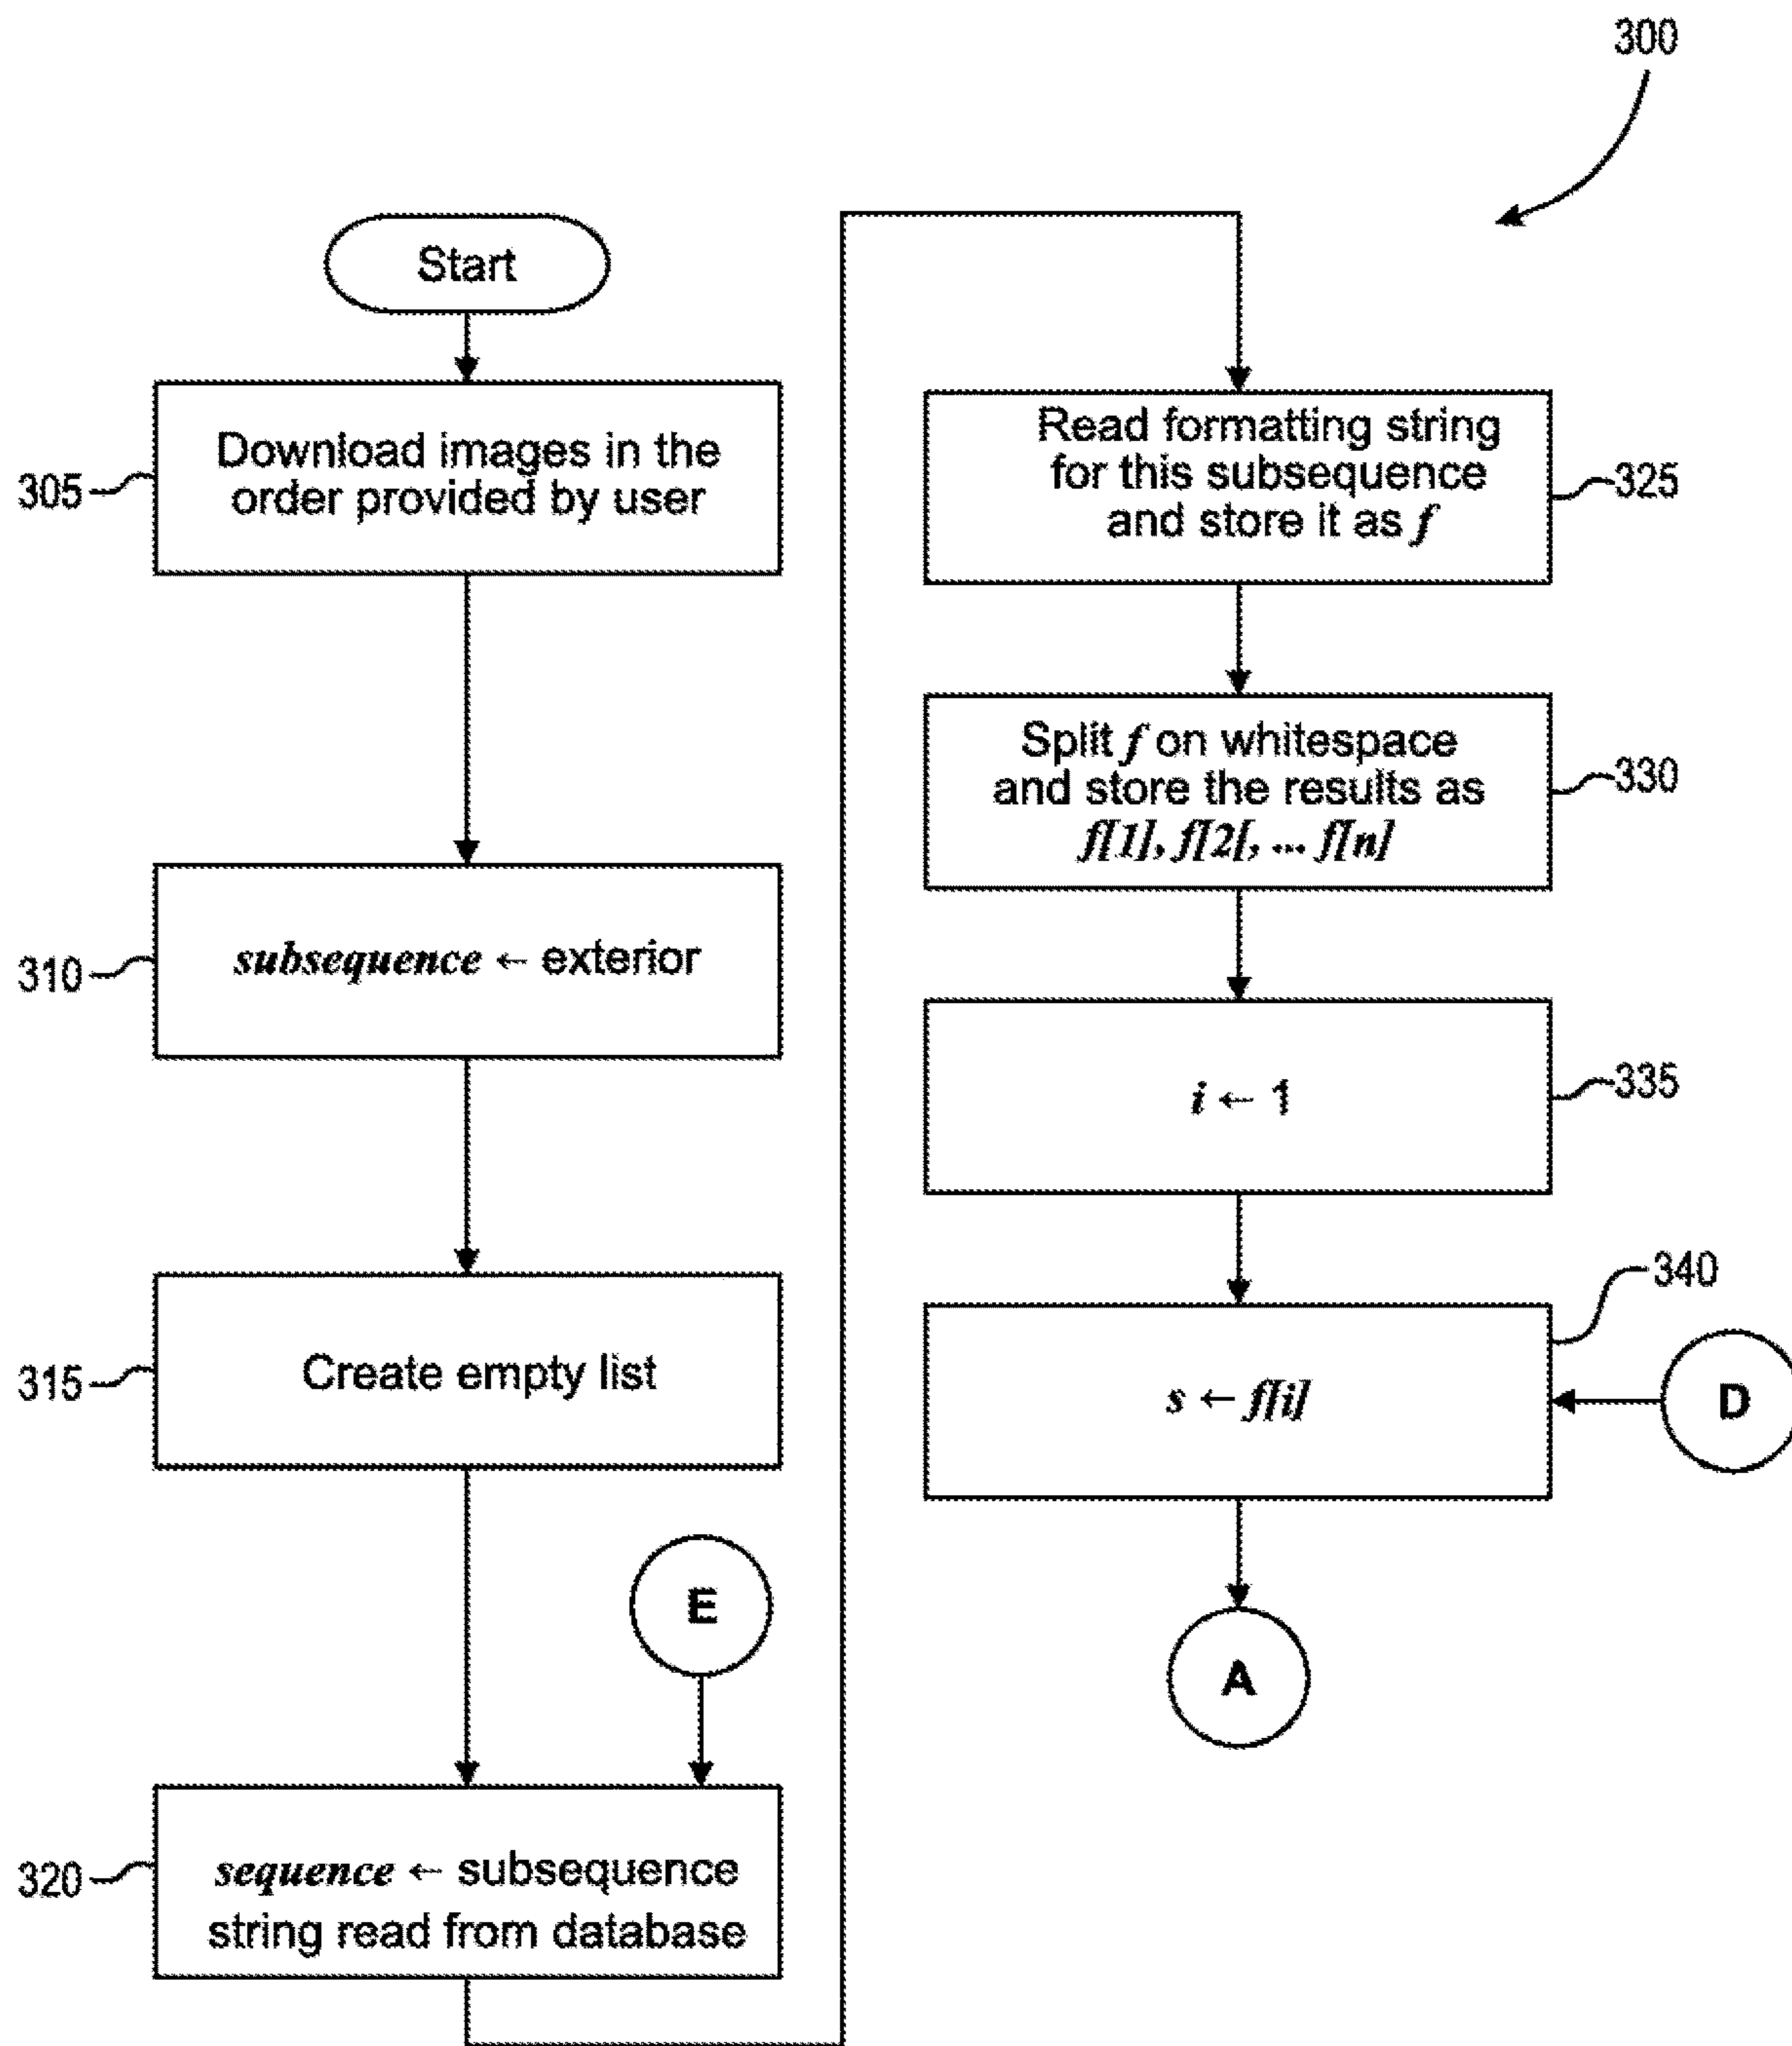 300
Start
305
Download images in the
order provided by user
310
subsequence ← exterior
315
Create empty list
E
320
sequence ← subsequence
string read from database
Read formatting string
for this subsequence
and store it as f
325
Split f on whitespace
and store the results as
f[1], f[2[, ... f[n]
330
i ← 1
335
340
s ← f[i]
D
A